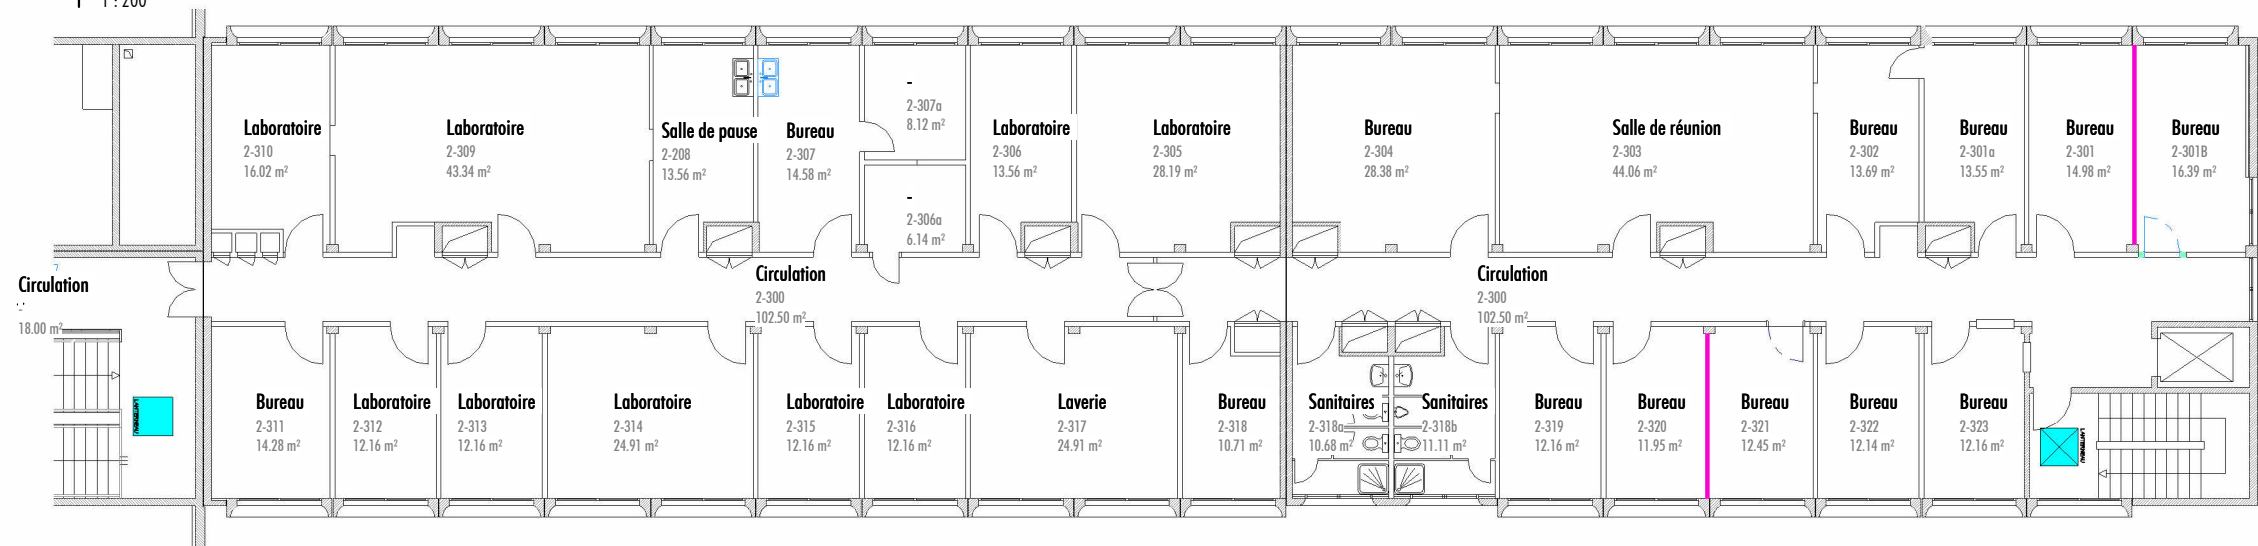 1 : 200
Laboratoire
2-310
16.02 m²
Laboratoire
2-309
43.34 m²
Salle de pause
2-208
13.56 m²
Bureau
2-307
14.58 m²
-
2-307a
8.12 m²
-
2-306a
6.14 m²
Laboratoire
2-306
13.56 m²
Laboratoire
2-305
28.19 m²
Bureau
2-304
28.38 m²
Salle de réunion
2-303
44.06 m²
Bureau
2-302
13.69 m²
Bureau
2-301a
13.55 m²
Bureau
2-301
14.98 m²
Bureau
2-301B
16.39 m²
Circulation
-
18.00 m²
Circulation
2-300
102.50 m²
Circulation
2-300
102.50 m²
Bureau
2-311
14.28 m²
Laboratoire
2-312
12.16 m²
Laboratoire
2-313
12.16 m²
Laboratoire
2-314
24.91 m²
Laboratoire
2-315
12.16 m²
Laboratoire
2-316
12.16 m²
Laverie
2-317
24.91 m²
Bureau
2-318
10.71 m²
Sanitaires
2-318a
10.68 m²
Sanitaires
2-318b
11.11 m²
Bureau
2-319
12.16 m²
Bureau
2-320
11.95 m²
Bureau
2-321
12.45 m²
Bureau
2-322
12.14 m²
Bureau
2-323
12.16 m²
LANTERNEAU
LANTERNEAU